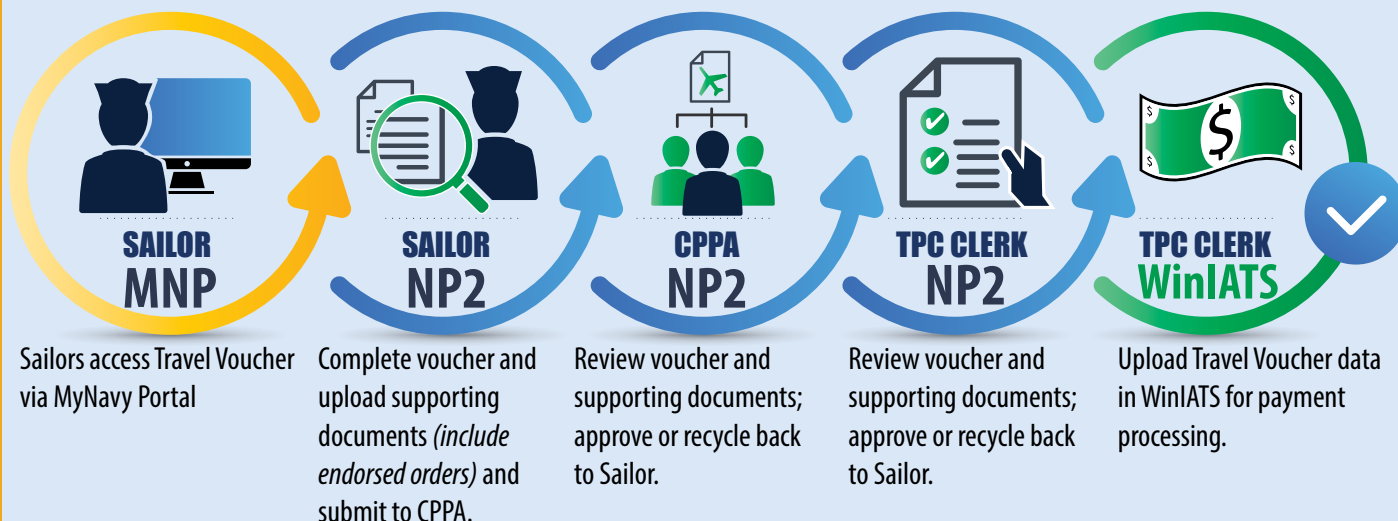 SAILOR
MNP
Sailors access Travel Voucher
via MyNavy Portal
SAILOR
NP2
Complete voucher and
upload supporting
documents (include
endorsed orders) and
submit to CPPA.
CPPA
NP2
Review voucher and
supporting documents;
approve or recycle back
to Sailor.
TPC CLERK
NP2
Review voucher and
supporting documents;
approve or recycle back
to Sailor.
$
$
$
$
$
TPC CLERK
WinIATS
Upload Travel Voucher data
in WinIATS for payment
processing.